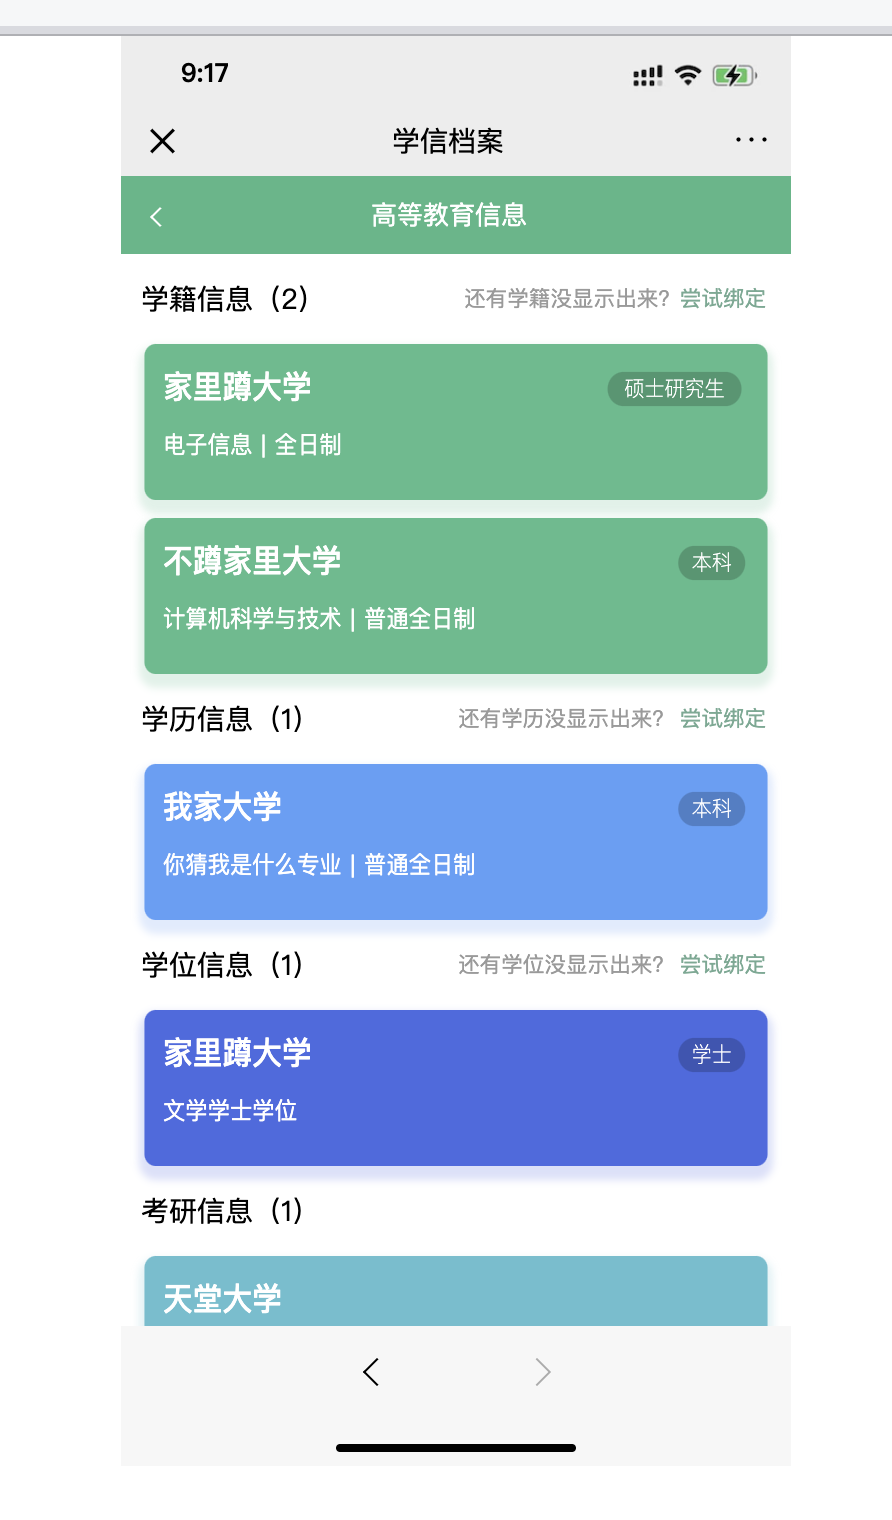 9:17
学信档案
高等教育信息
学籍信息（2） 还有学籍没显示出来? 尝试绑定
家里蹲大学 硕士研究生
电子信息 | 全日制
不蹲家里大学 本科
计算机科学与技术 | 普通全日制
学历信息（1） 还有学历没显示出来? 尝试绑定
我家大学 本科
你猜我是什么专业 | 普通全日制
学位信息（1） 还有学位没显示出来? 尝试绑定
家里蹲大学 学士
文学学士学位
考研信息（1）
天堂大学